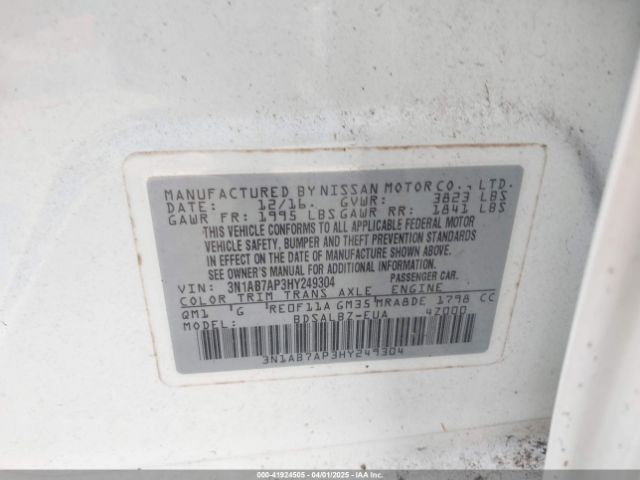 MANUFACTURED BY NISSAN MOTOR CO., LTD.
DATE: 12/16. GVWR: 3823 LBS
GAWR FR: 1995 LBS GAWR RR: 1841 LBS
THIS VEHICLE CONFORMS TO ALL APPLICABLE FEDERAL MOTOR
VEHICLE SAFETY, BUMPER AND THEFT PREVENTION STANDARDS
IN EFFECT ON THE DATE OF MANUFACTURE SHOWN ABOVE.
SEE OWNER'S MANUAL FOR ADDITIONAL INFORMATION.
VIN: 3N1AB7AP3HY249304 PASSENGER CAR.
COLOR TRIM TRANS AXLE ENGINE
QM1 G RE0F11A GM35 MRA8DE 1798 CC
MODEL: BDSALBZ-EUA 4Z000
3N1AB7AP3HY249304
000-41924505 - 04/01/2025 - IAAI.COM